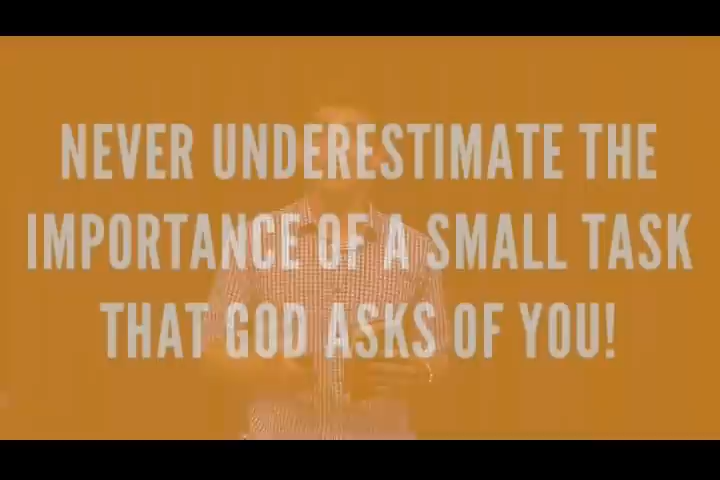 NEVER UNDERESTIMATE THE
IMPORTANCE OF A SMALL TASK
THAT GOD ASKS OF YOU!